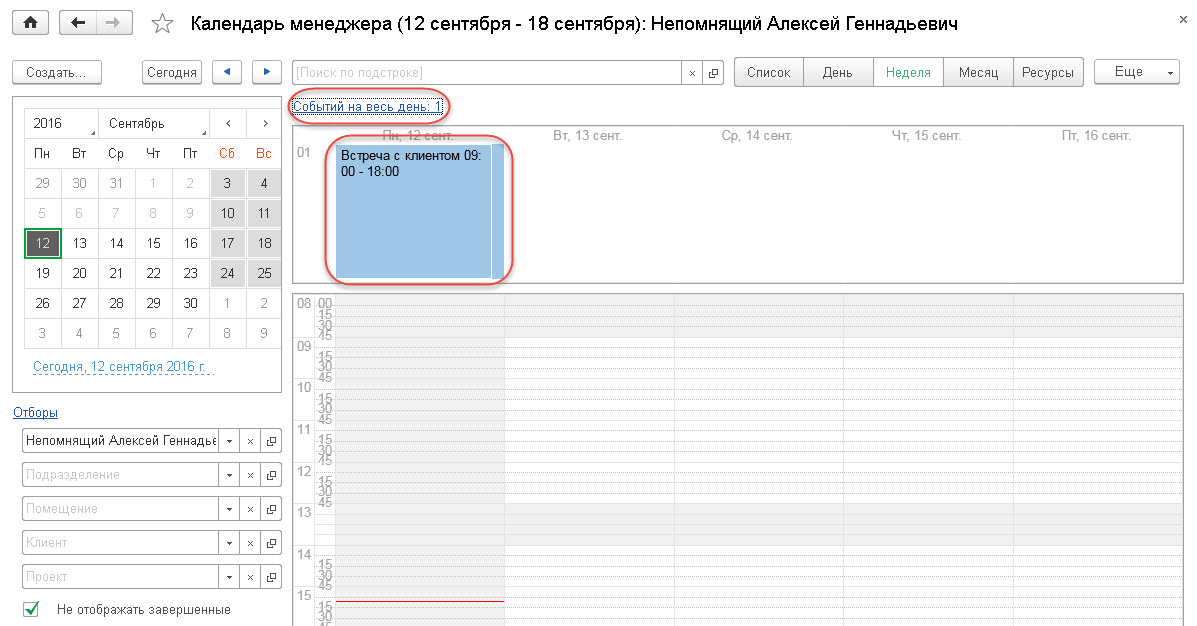 Календарь менеджера (12 сентября - 18 сентября): Непомнящий Алексей Геннадьевич
Создать...
Сегодня
[Поиск по подстроке]
Список День Неделя Месяц Ресурсы
Еще
2016 Сентябрь
Пн Вт Ср Чт Пт Сб Вс
29 30 31 1 2 3 4
5 6 7 8 9 10 11
12 13 14 15 16 17 18
19 20 21 22 23 24 25
26 27 28 29 30 1 2
3 4 5 6 7 8 9
Сегодня, 12 сентября 2016 г.
Отборы
Непомнящий Алексей Геннадье
Подразделение
Помещение
Клиент
Проект
Не отображать завершенные
Событий на весь день: 1
Пн, 12 сент. Вт, 13 сент. Ср, 14 сент. Чт, 15 сент. Пт, 16 сент.
01
Встреча с клиентом 09:
00 - 18:00
08 00
15
30
45
09
15
30
45
10
15
30
45
11
15
30
45
12
15
30
45
13
14
15
30
45
15
15
30
45